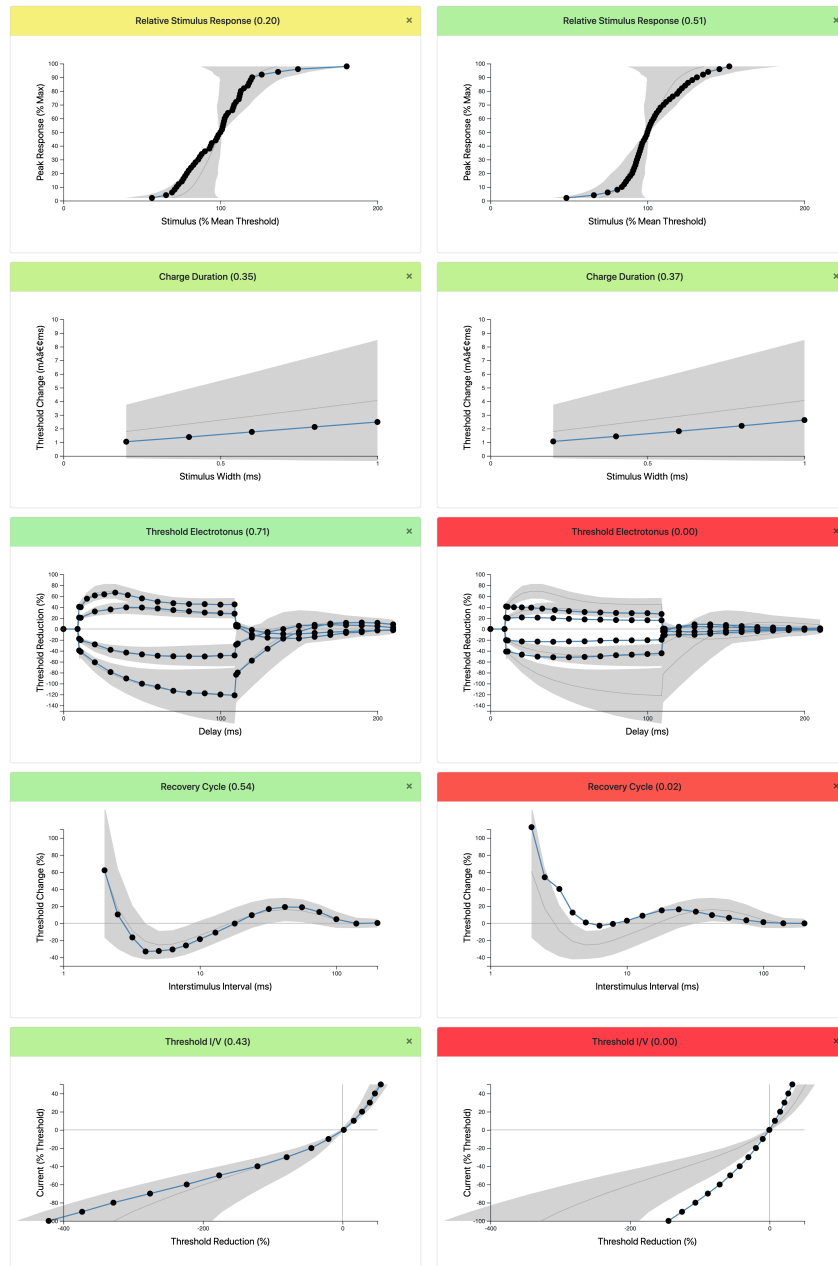 Relative Stimulus Response (0.20) ×
Peak Response (% Max)
100
90
80
70
60
50
40
30
20
10
0
0 100 200
Stimulus (% Mean Threshold)
Relative Stimulus Response (0.51) ×
Peak Response (% Max)
100
90
80
70
60
50
40
30
20
10
0
0 100 200
Stimulus (% Mean Threshold)
Charge Duration (0.35) ×
Threshold Change (mAâ€¢ms)
10
9
8
7
6
5
4
3
2
1
0
0 0.5 1
Stimulus Width (ms)
Charge Duration (0.37) ×
Threshold Change (mAâ€¢ms)
10
9
8
7
6
5
4
3
2
1
0
0 0.5 1
Stimulus Width (ms)
Threshold Electrotonus (0.71) ×
Threshold Reduction (%)
100
80
60
40
20
0
-20
-40
-60
-80
-100
-120
-140
0 100 200
Delay (ms)
Threshold Electrotonus (0.00) ×
Threshold Reduction (%)
100
80
60
40
20
0
-20
-40
-60
-80
-100
-120
-140
0 100 200
Delay (ms)
Recovery Cycle (0.54) ×
Threshold Change (%)
100
80
60
40
20
0
-20
-40
1 10 100
Interstimulus Interval (ms)
Recovery Cycle (0.02) ×
Threshold Change (%)
100
80
60
40
20
0
-20
-40
1 10 100
Interstimulus Interval (ms)
Threshold I/V (0.43) ×
Current (% Threshold)
40
20
0
-20
-40
-60
-80
-100
-400 -200 0
Threshold Reduction (%)
Threshold I/V (0.00) ×
Current (% Threshold)
40
20
0
-20
-40
-60
-80
-100
-400 -200 0
Threshold Reduction (%)